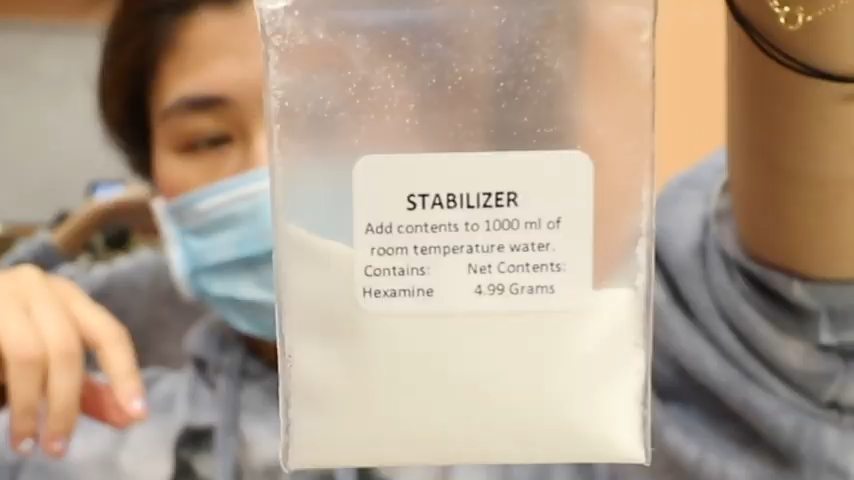 STABILIZER
Add contents to 1000 ml of
room temperature water.
Contains: Net Contents:
Hexamine 4.99 Grams